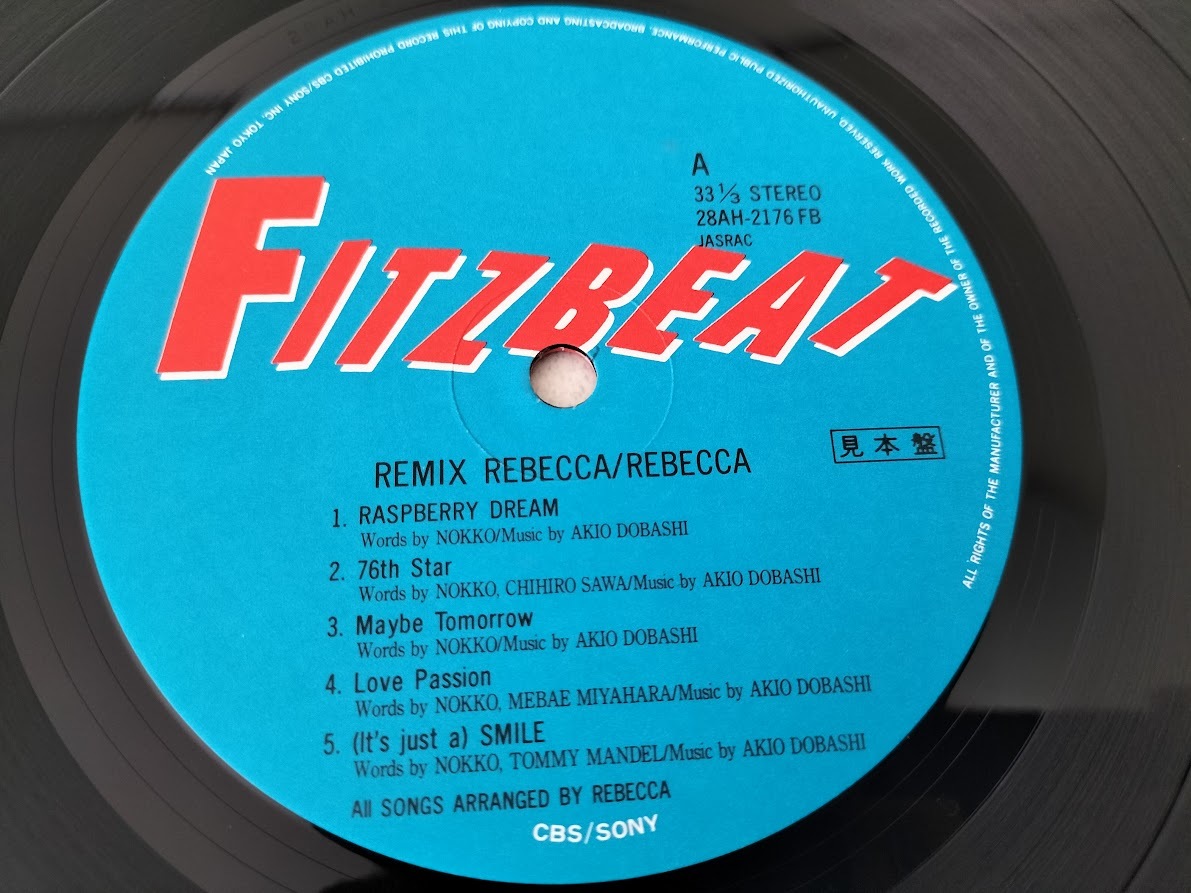 ALL RIGHTS OF THE MANUFACTURER AND OF THE OWNER OF THE RECORDED WORK RESERVED. UNAUTHORIZED PUBLIC PERFORMANCE, BROADCASTING AND COPYING OF THIS RECORD PROHIBITED CBS/SONY INC. TOKYO JAPAN
A
33 1/3 STEREO
28AH-2176 FB
JASRAC
FITZBEAT
見本盤
REMIX REBECCA/REBECCA
1. RASPBERRY DREAM
Words by NOKKO/Music by AKIO DOBASHI
2. 76th Star
Words by NOKKO, CHIHIRO SAWA/Music by AKIO DOBASHI
3. Maybe Tomorrow
Words by NOKKO/Music by AKIO DOBASHI
4. Love Passion
Words by NOKKO, MEBAE MIYAHARA/Music by AKIO DOBASHI
5. (It's just a) SMILE
Words by NOKKO, TOMMY MANDEL/Music by AKIO DOBASHI
All SONGS ARRANGED BY REBECCA
CBS/SONY